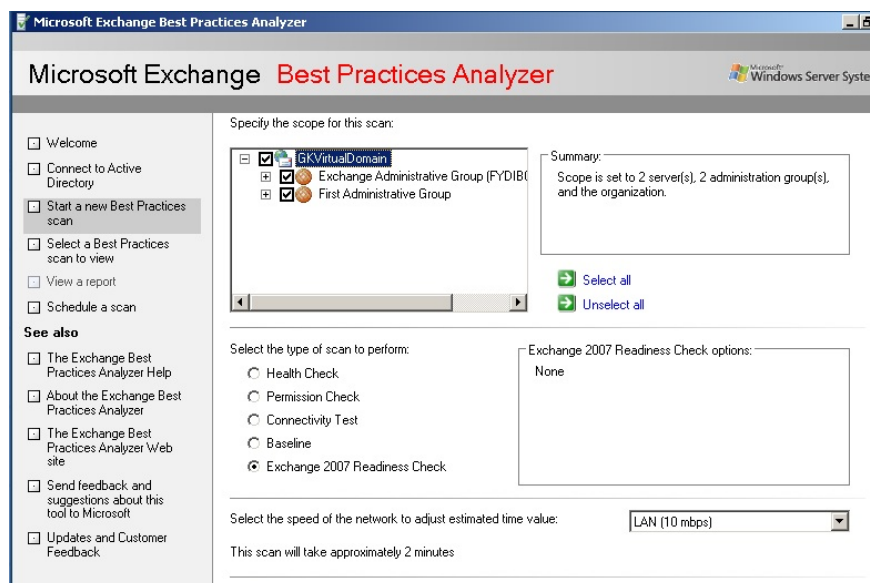 Microsoft Exchange Best Practices Analyzer
Microsoft Exchange Best Practices Analyzer
Microsoft
Windows Server Syste
Welcome
Connect to Active
Directory
Start a new Best Practices
scan
Select a Best Practices
scan to view
View a report
Schedule a scan
See also
The Exchange Best
Practices Analyzer Help
About the Exchange Best
Practices Analyzer
The Exchange Best
Practices Analyzer Web
site
Send feedback and
suggestions about this
tool to Microsoft
Updates and Customer
Feedback
Specify the scope for this scan:
GKVirtualDomain
Exchange Administrative Group (FYDIB(
First Administrative Group
Summary:
Scope is set to 2 server(s), 2 administration group(s),
and the organization.
Select all
Unselect all
Select the type of scan to perform:
Health Check
Permission Check
Connectivity Test
Baseline
Exchange 2007 Readiness Check
Exchange 2007 Readiness Check options:
None
Select the speed of the network to adjust estimated time value:
LAN (10 mbps)
This scan will take approximately 2 minutes